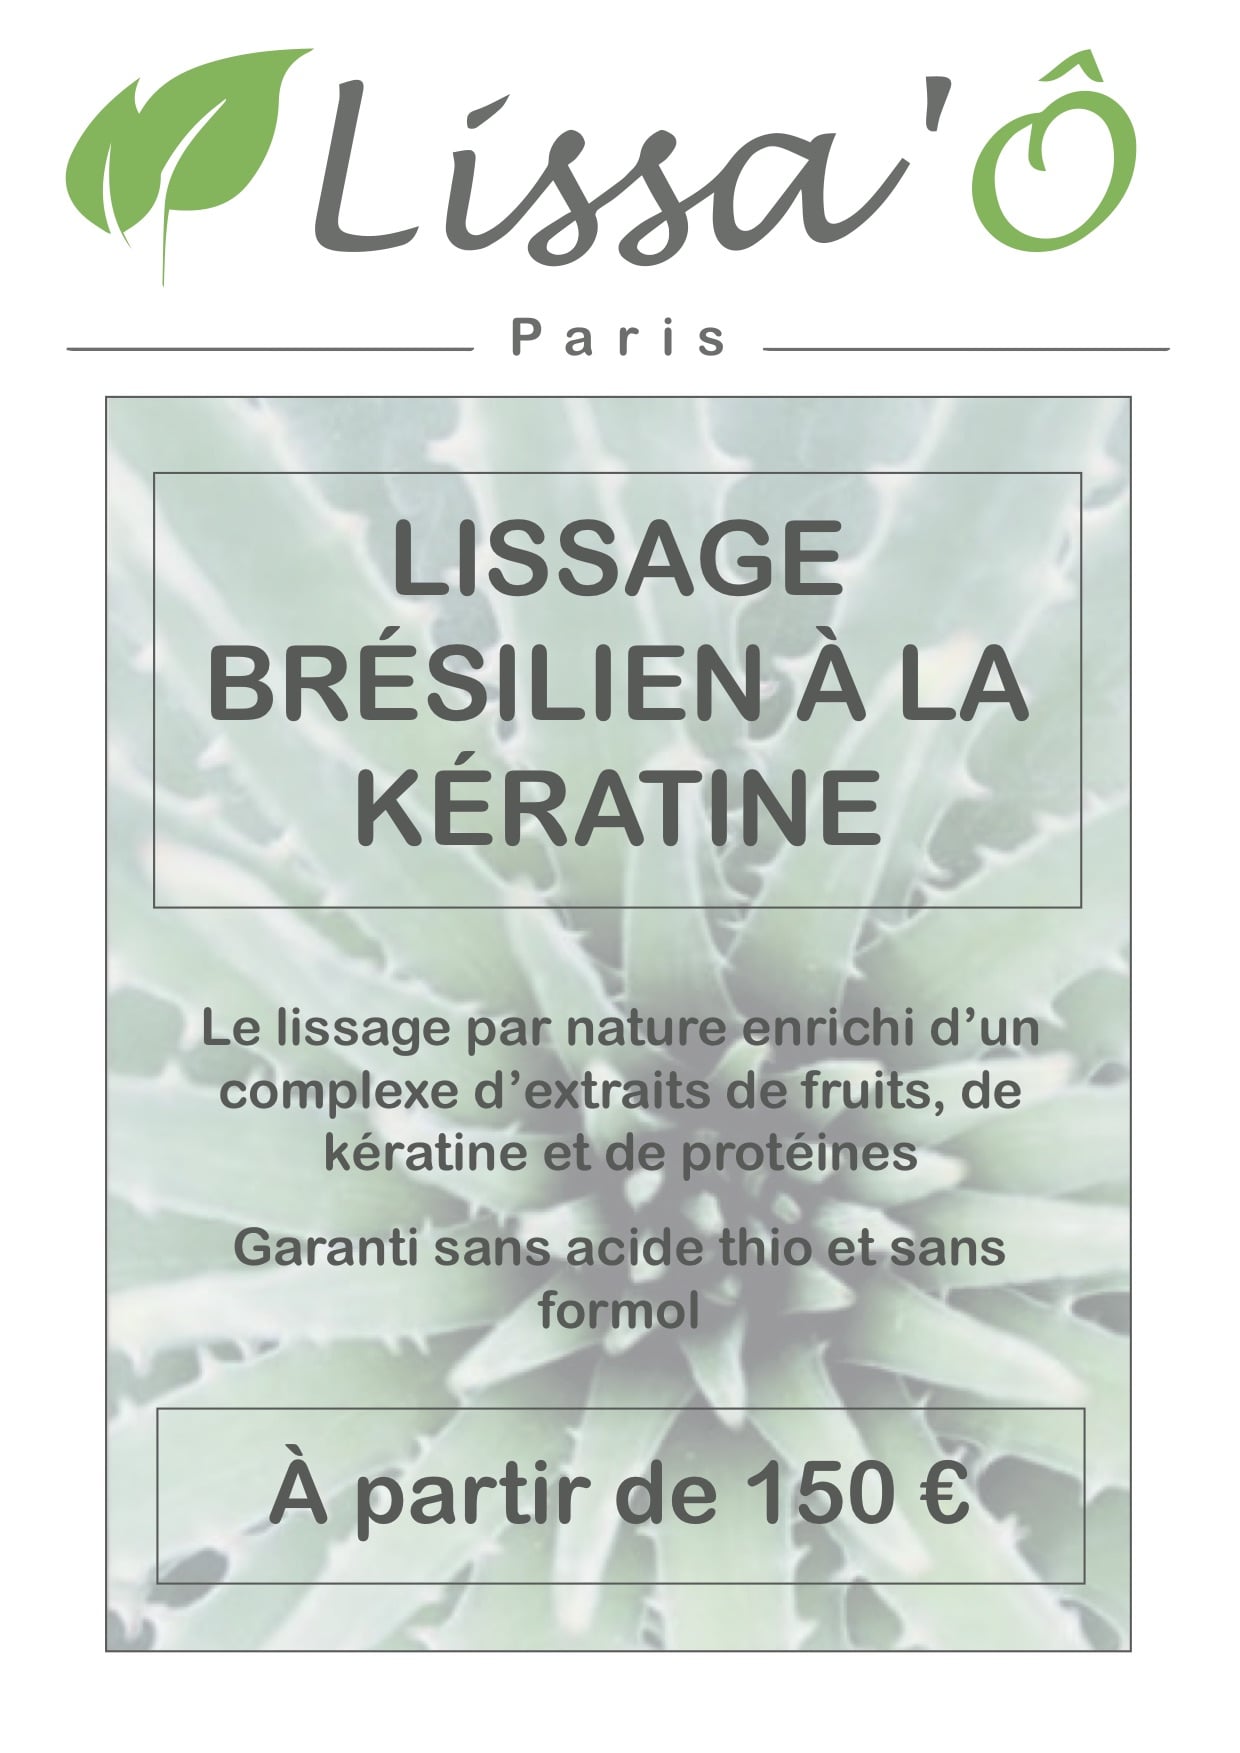 Lissa'Ô
Paris
LISSAGE
BRÉSILIEN À LA
KÉRATINE
Le lissage par nature enrichi d’un
complexe d’extraits de fruits, de
kératine et de protéines
Garanti sans acide thio et sans
formol
À partir de 150 €